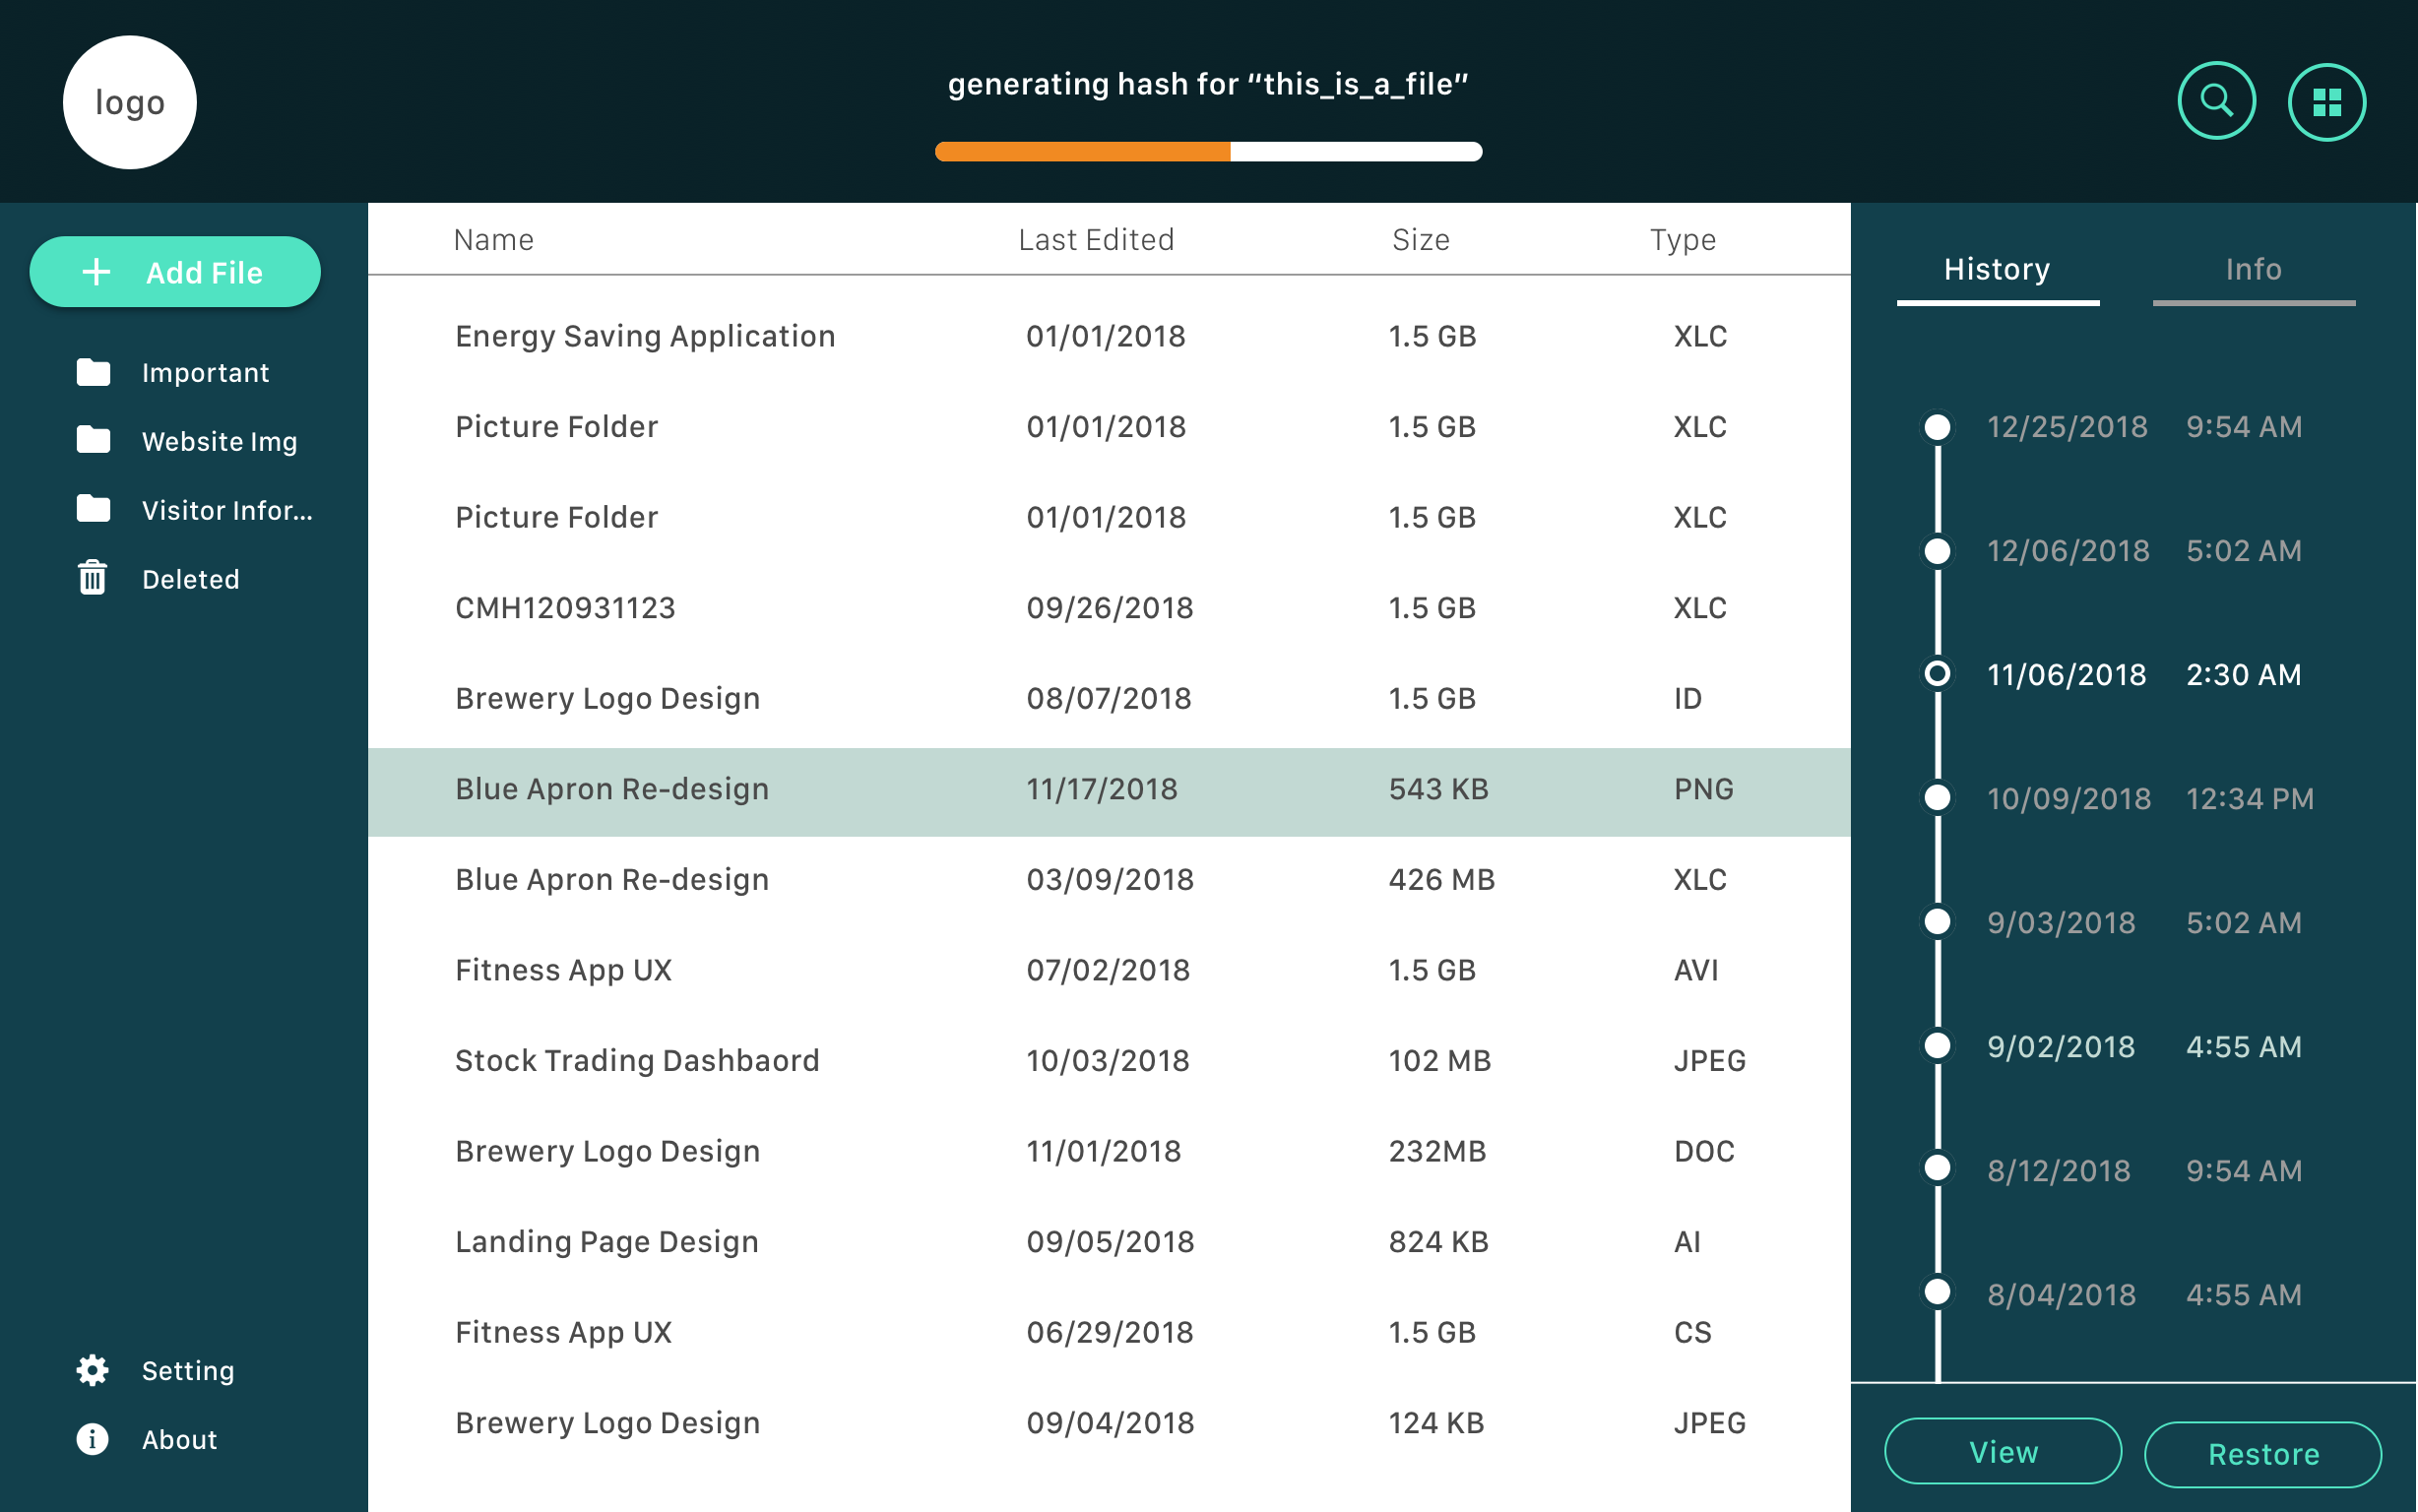 logo
generating hash for “this_is_a_file”
Add File
Important
Website Img
Visitor Infor...
Deleted
Setting
About
Name Last Edited Size Type
Energy Saving Application 01/01/2018 1.5 GB XLC
Picture Folder 01/01/2018 1.5 GB XLC
Picture Folder 01/01/2018 1.5 GB XLC
CMH120931123 09/26/2018 1.5 GB XLC
Brewery Logo Design 08/07/2018 1.5 GB ID
Blue Apron Re-design 11/17/2018 543 KB PNG
Blue Apron Re-design 03/09/2018 426 MB XLC
Fitness App UX 07/02/2018 1.5 GB AVI
Stock Trading Dashbaord 10/03/2018 102 MB JPEG
Brewery Logo Design 11/01/2018 232MB DOC
Landing Page Design 09/05/2018 824 KB AI
Fitness App UX 06/29/2018 1.5 GB CS
Brewery Logo Design 09/04/2018 124 KB JPEG
History Info
12/25/2018 9:54 AM
12/06/2018 5:02 AM
11/06/2018 2:30 AM
10/09/2018 12:34 PM
9/03/2018 5:02 AM
9/02/2018 4:55 AM
8/12/2018 9:54 AM
8/04/2018 4:55 AM
View Restore